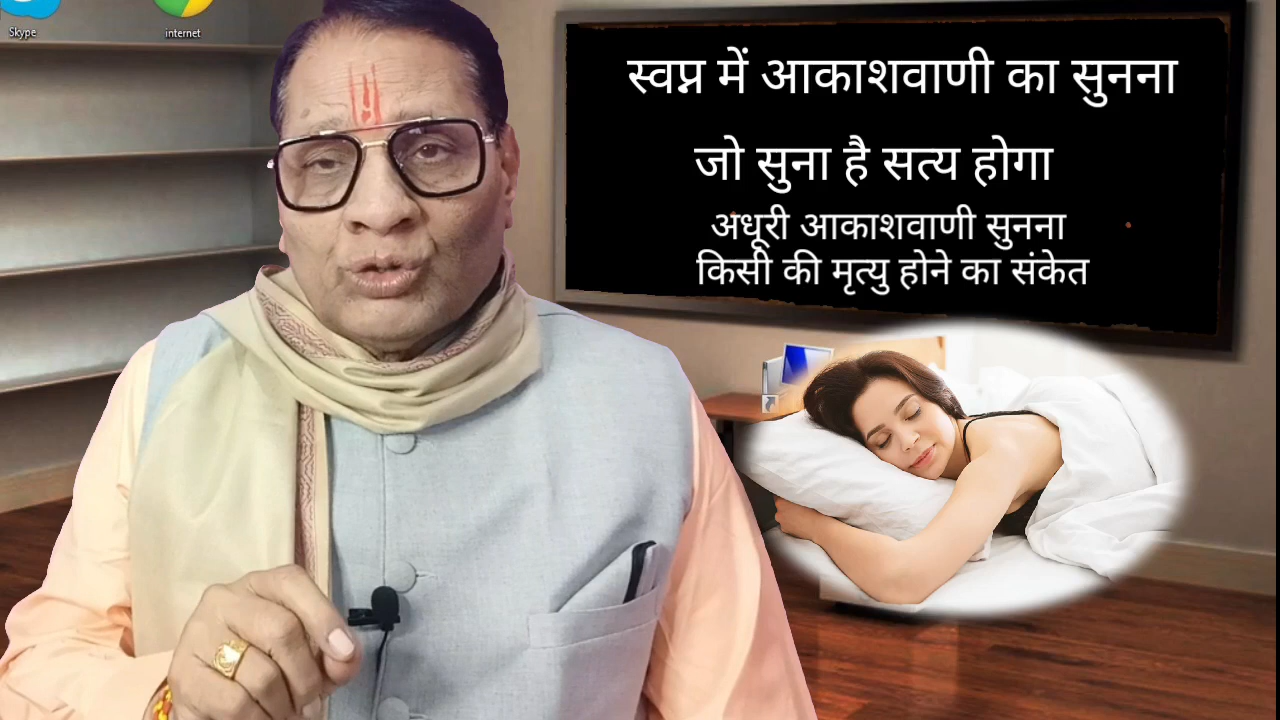 Skype
internet
स्वप्न में आकाशवाणी का सुनना
जो सुना है सत्य होगा
अधूरी आकाशवाणी सुनना
किसी की मृत्यु होने का संकेत